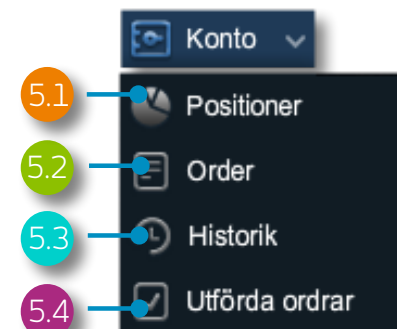 Konto
5.1 Positioner
5.2 Order
5.3 Historik
5.4 Utförda ordrar